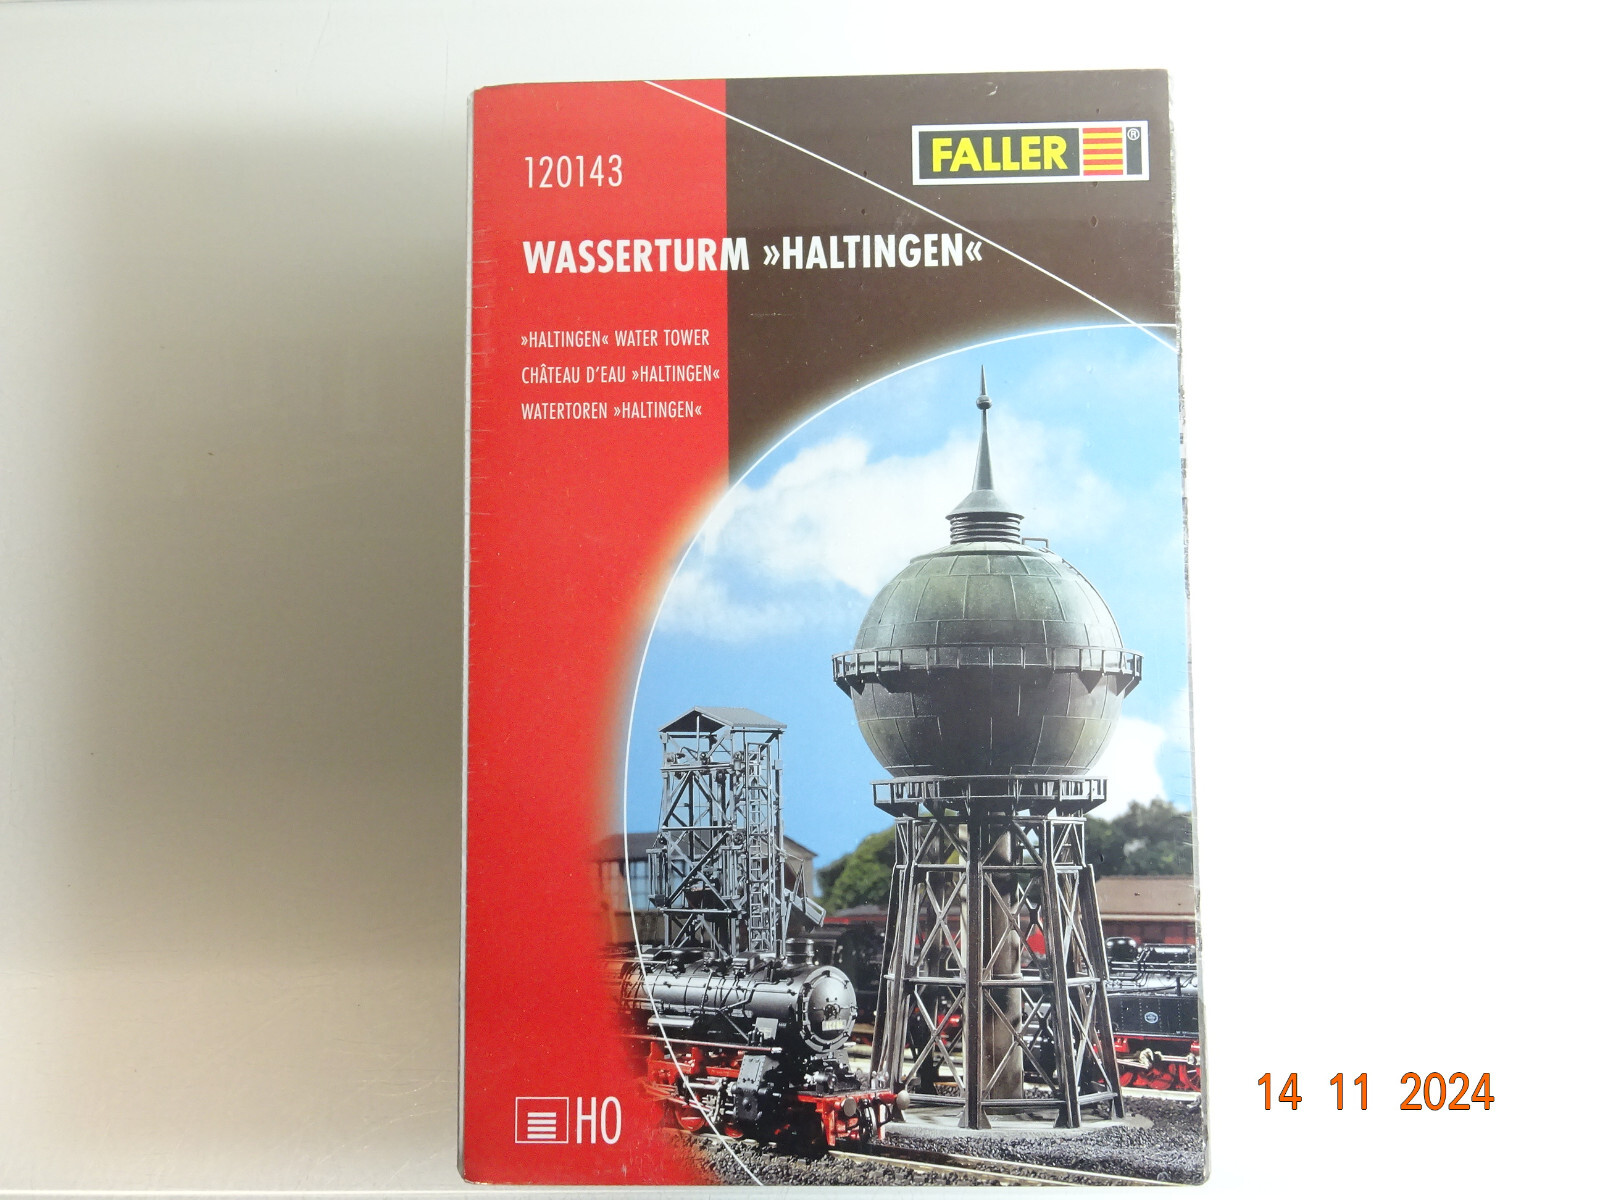 FALLER ®
120143
WASSERTURM »HALTINGEN«
»HALTINGEN« WATER TOWER
CHÂTEAU D'EAU »HALTINGEN«
WATERTOREN »HALTINGEN«
HO
14 11 2024